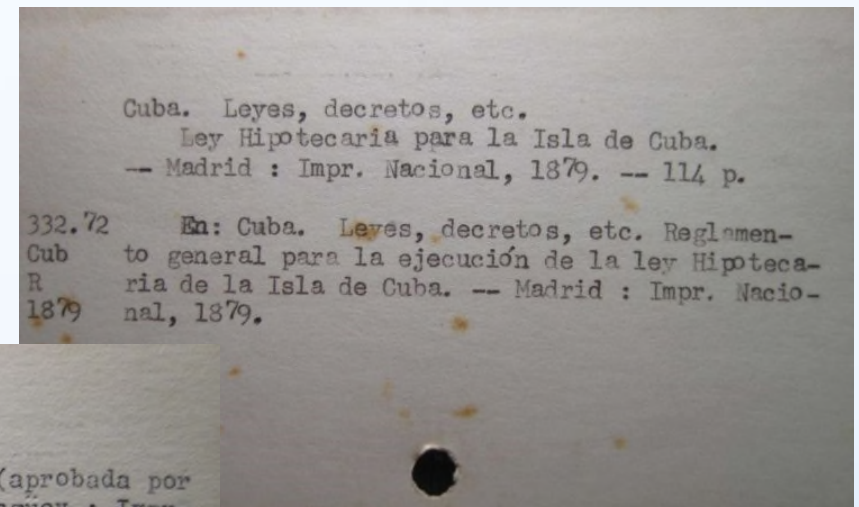 Cuba. Leyes, decretos, etc.
Ley Hipotecaria para la Isla de Cuba.
-- Madrid : Impr. Nacional, 1879. -- 114 p.
332.72 En: Cuba. Leyes, decretos, etc. Reglamen-
Cub to general para la ejecución de la ley Hipoteca-
R ria de la Isla de Cuba. -- Madrid : Impr. Nacio-
1879 nal, 1879.
(aprobada por